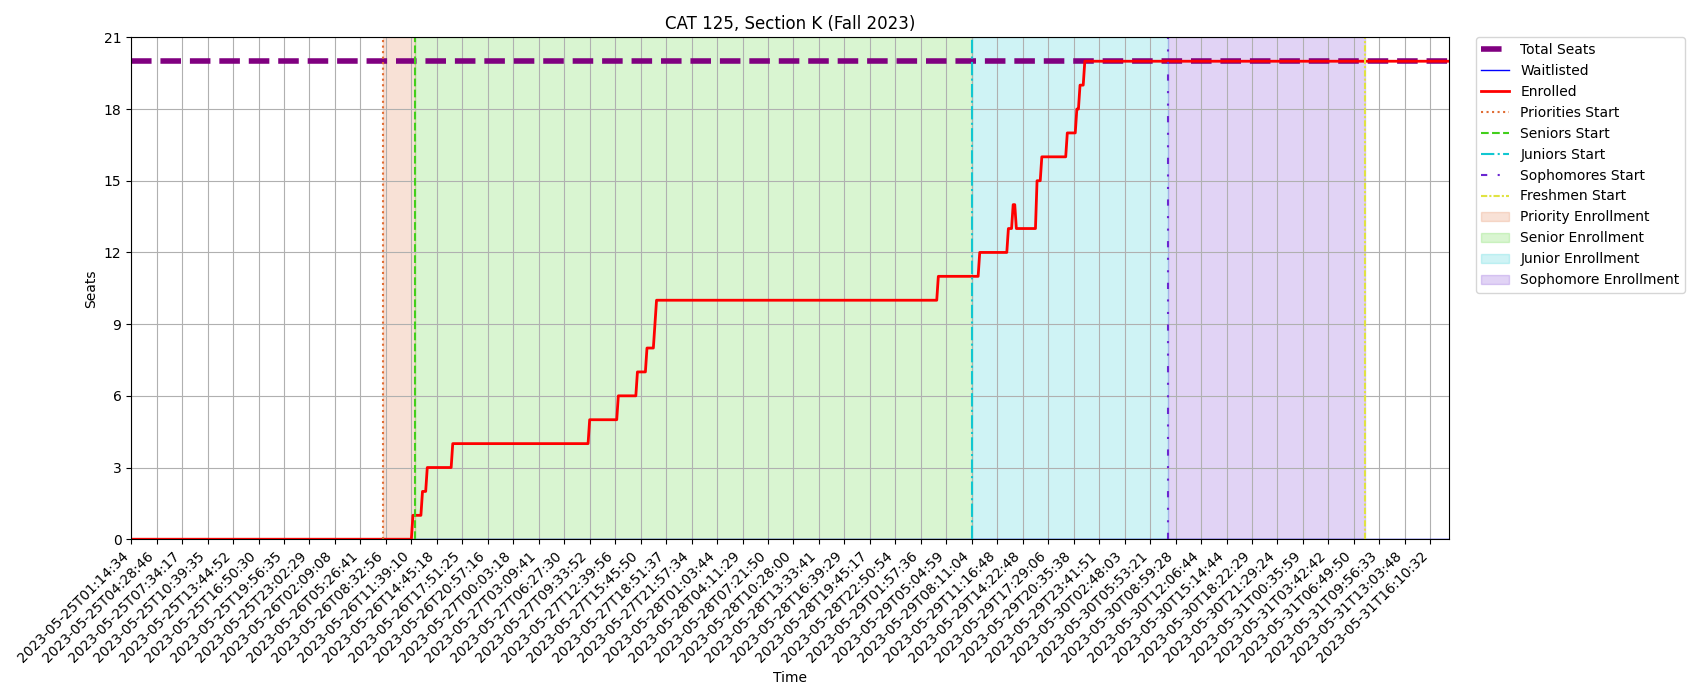 CAT 125, Section K (Fall 2023)
21
18
15
12
9
6
3
0
Seats
2023-05-25T01:14:34
2023-05-25T04:28:46
2023-05-25T07:34:17
2023-05-25T10:39:35
2023-05-25T13:44:52
2023-05-25T16:50:30
2023-05-25T19:56:35
2023-05-25T23:02:29
2023-05-26T02:09:08
2023-05-26T05:26:41
2023-05-26T08:32:56
2023-05-26T11:39:10
2023-05-26T14:45:18
2023-05-26T17:51:25
2023-05-26T20:57:16
2023-05-27T00:03:18
2023-05-27T03:09:41
2023-05-27T06:27:30
2023-05-27T09:33:52
2023-05-27T12:39:56
2023-05-27T15:45:50
2023-05-27T18:51:37
2023-05-27T21:57:34
2023-05-28T01:03:44
2023-05-28T04:11:29
2023-05-28T07:21:50
2023-05-28T10:28:00
2023-05-28T13:33:41
2023-05-28T16:39:29
2023-05-28T19:45:17
2023-05-28T22:50:54
2023-05-29T01:57:36
2023-05-29T05:04:59
2023-05-29T08:11:04
2023-05-29T11:16:48
2023-05-29T14:22:48
2023-05-29T17:29:06
2023-05-29T20:35:38
2023-05-29T23:41:51
2023-05-30T02:48:03
2023-05-30T05:53:21
2023-05-30T08:59:28
2023-05-30T12:06:44
2023-05-30T15:14:44
2023-05-30T18:22:29
2023-05-30T21:29:24
2023-05-31T00:35:59
2023-05-31T03:42:42
2023-05-31T06:49:50
2023-05-31T09:56:33
2023-05-31T13:03:48
2023-05-31T16:10:32
Time
Total Seats
Waitlisted
Enrolled
Priorities Start
Seniors Start
Juniors Start
Sophomores Start
Freshmen Start
Priority Enrollment
Senior Enrollment
Junior Enrollment
Sophomore Enrollment